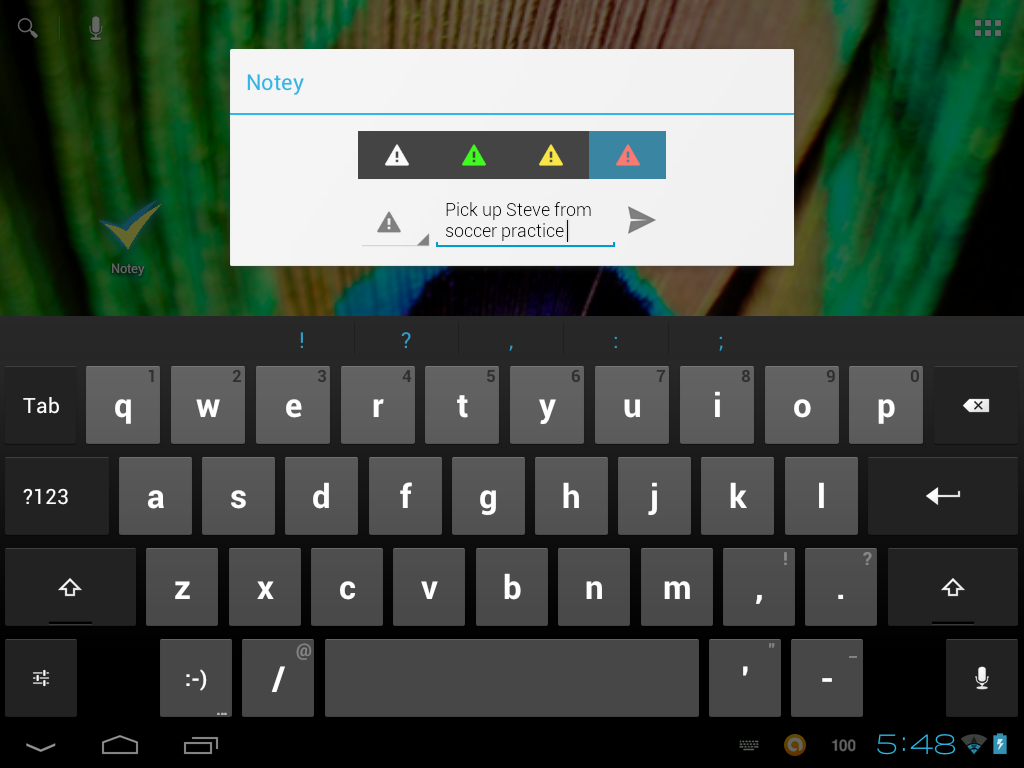 Notey
Pick up Steve from
soccer practice
Notey
! ? , : ;
Tab q 1 w 2 e 3 r 4 t 5 y 6 u 7 i 8 o 9 p 0
?123 a s d f g h j k l
z x c v b n m , ! . ?
:-) ... / @ ' " - _
100 5:48